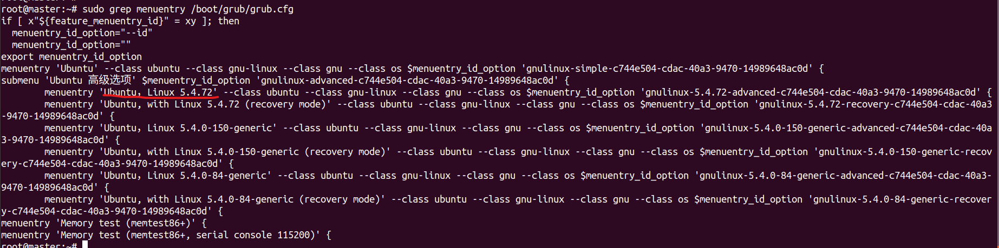 root@master:~# sudo grep menuentry /boot/grub/grub.cfg
if [ x"${feature_menuentry_id}" = xy ]; then
  menuentry_id_option="--id"
  menuentry_id_option=""
export menuentry_id_option
menuentry 'Ubuntu' --class ubuntu --class gnu-linux --class gnu --class os $menuentry_id_option 'gnulinux-simple-c744e504-cdac-40a3-9470-14989648ac0d' {
submenu 'Ubuntu 高级选项' $menuentry_id_option 'gnulinux-advanced-c744e504-cdac-40a3-9470-14989648ac0d' {
        menuentry 'Ubuntu，Linux 5.4.72' --class ubuntu --class gnu-linux --class gnu --class os $menuentry_id_option 'gnulinux-5.4.72-advanced-c744e504-cdac-40a3-9470-14989648ac0d' {
        menuentry 'Ubuntu, with Linux 5.4.72 (recovery mode)' --class ubuntu --class gnu-linux --class gnu --class os $menuentry_id_option 'gnulinux-5.4.72-recovery-c744e504-cdac-40a3
-9470-14989648ac0d' {
        menuentry 'Ubuntu，Linux 5.4.0-150-generic' --class ubuntu --class gnu-linux --class gnu --class os $menuentry_id_option 'gnulinux-5.4.0-150-generic-advanced-c744e504-cdac-40a
3-9470-14989648ac0d' {
        menuentry 'Ubuntu, with Linux 5.4.0-150-generic (recovery mode)' --class ubuntu --class gnu-linux --class gnu --class os $menuentry_id_option 'gnulinux-5.4.0-150-generic-recov
ery-c744e504-cdac-40a3-9470-14989648ac0d' {
        menuentry 'Ubuntu，Linux 5.4.0-84-generic' --class ubuntu --class gnu-linux --class gnu --class os $menuentry_id_option 'gnulinux-5.4.0-84-generic-advanced-c744e504-cdac-40a3-
9470-14989648ac0d' {
        menuentry 'Ubuntu, with Linux 5.4.0-84-generic (recovery mode)' --class ubuntu --class gnu-linux --class gnu --class os $menuentry_id_option 'gnulinux-5.4.0-84-generic-recover
y-c744e504-cdac-40a3-9470-14989648ac0d' {
menuentry 'Memory test (memtest86+)' {
menuentry 'Memory test (memtest86+, serial console 115200)' {
root@master:~#